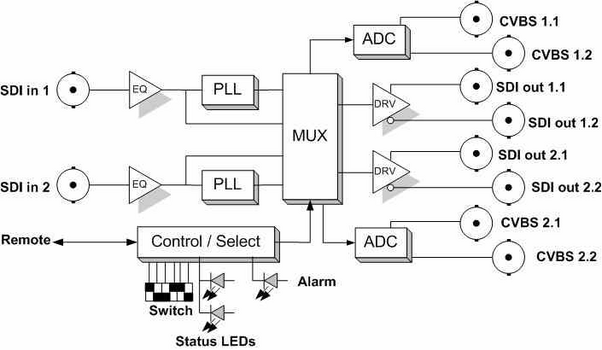 CVBS 1.1
ADC
CVBS 1.2
SDI in 1
EQ
PLL
SDI out 1.1
DRV
SDI out 1.2
MUX
SDI out 2.1
SDI in 2
EQ
PLL
DRV
SDI out 2.2
Remote
Control / Select
ADC
CVBS 2.1
CVBS 2.2
Alarm
Switch
Status LEDs